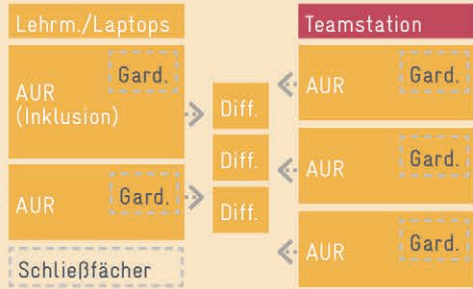 Lehrm./Laptops
Gard.
AUR
(Inklusion)
Gard.
AUR
Schließfächer
Diff.
Diff.
Diff.
Teamstation
Gard.
AUR
Gard.
AUR
Gard.
AUR